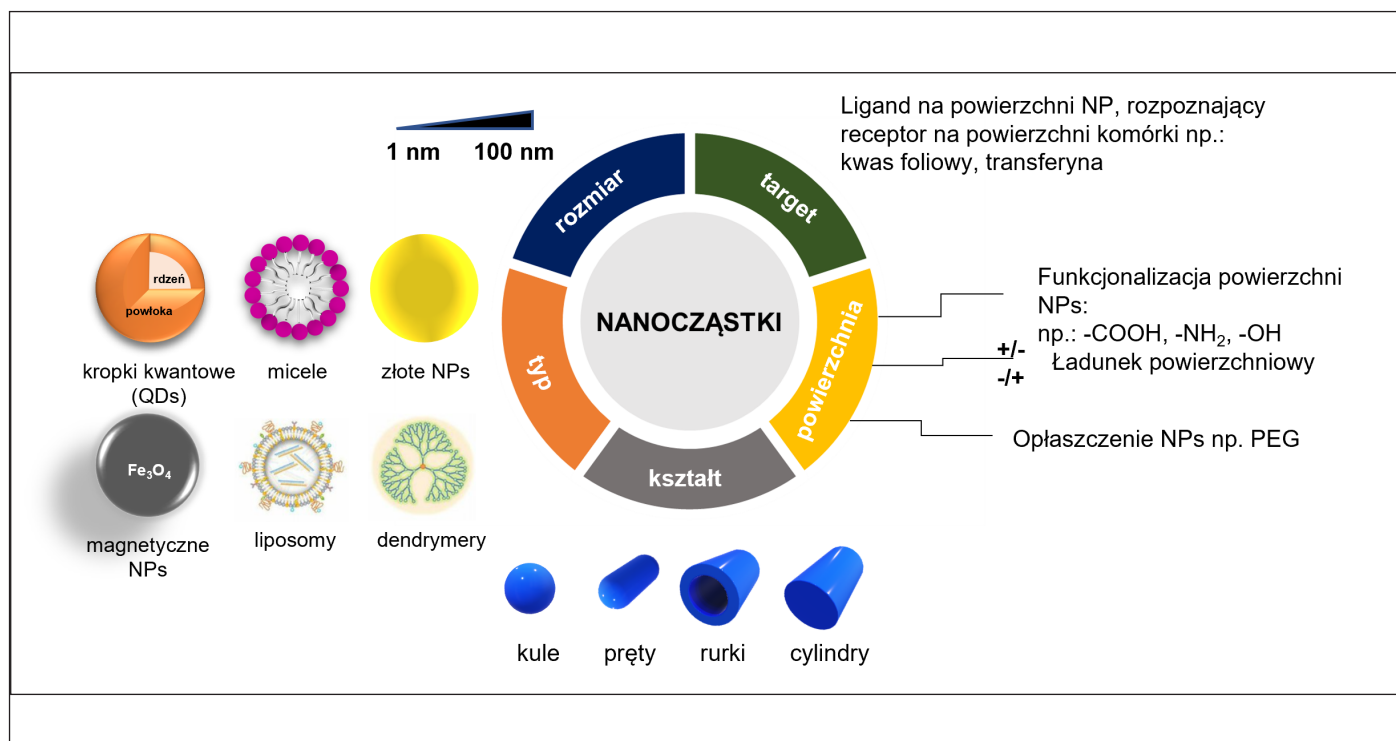 Ligand na powierzchni NP, rozpoznający
receptor na powierzchni komórki np.:
kwas foliowy, transferyna
1 nm 100 nm
rozmiar
target
rdzeń
powłoka
kropki kwantowe
(QDs)
micele
złote NPs
NANOCZĄSTKI
typ
powierzchnia
kształt
Funkcjonalizacja powierzchni
NPs:
np.: -COOH, -NH₂, -OH
+/-
-/+
Ładunek powierzchniowy
Opłaszczenie NPs np. PEG
Fe₃O₄
magnetyczne
NPs
liposomy
dendrymery
kule
pręty
rurki
cylindry